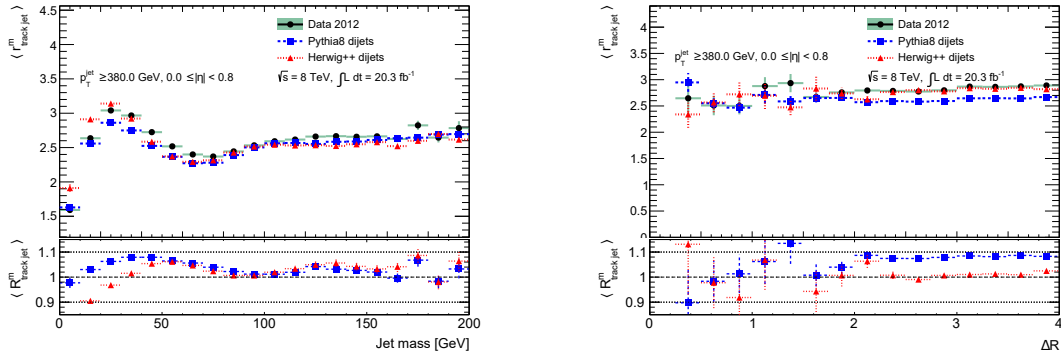 ⟨ r^m_track jet ⟩
4.5
4
3.5
3
2.5
2
1.5
Data 2012
Pythia8 dijets
Herwig++ dijets
p_T^jet ≥380.0 GeV, 0.0 ≤|η| < 0.8
√s = 8 TeV, ∫L dt = 20.3 fb⁻¹
⟨ R^m_track jet ⟩
1.1
1
0.9
0 50 100 150 200
Jet mass [GeV]
⟨ r^m_track jet ⟩
4
3.5
3
2.5
2
1.5
1
0.5
0
Data 2012
Pythia8 dijets
Herwig++ dijets
p_T^jet ≥380.0 GeV, 0.0 ≤|η| < 0.8
√s = 8 TeV, ∫L dt = 20.3 fb⁻¹
⟨ R^m_track jet ⟩
1.1
1
0.9
0 1 2 3 4
ΔR